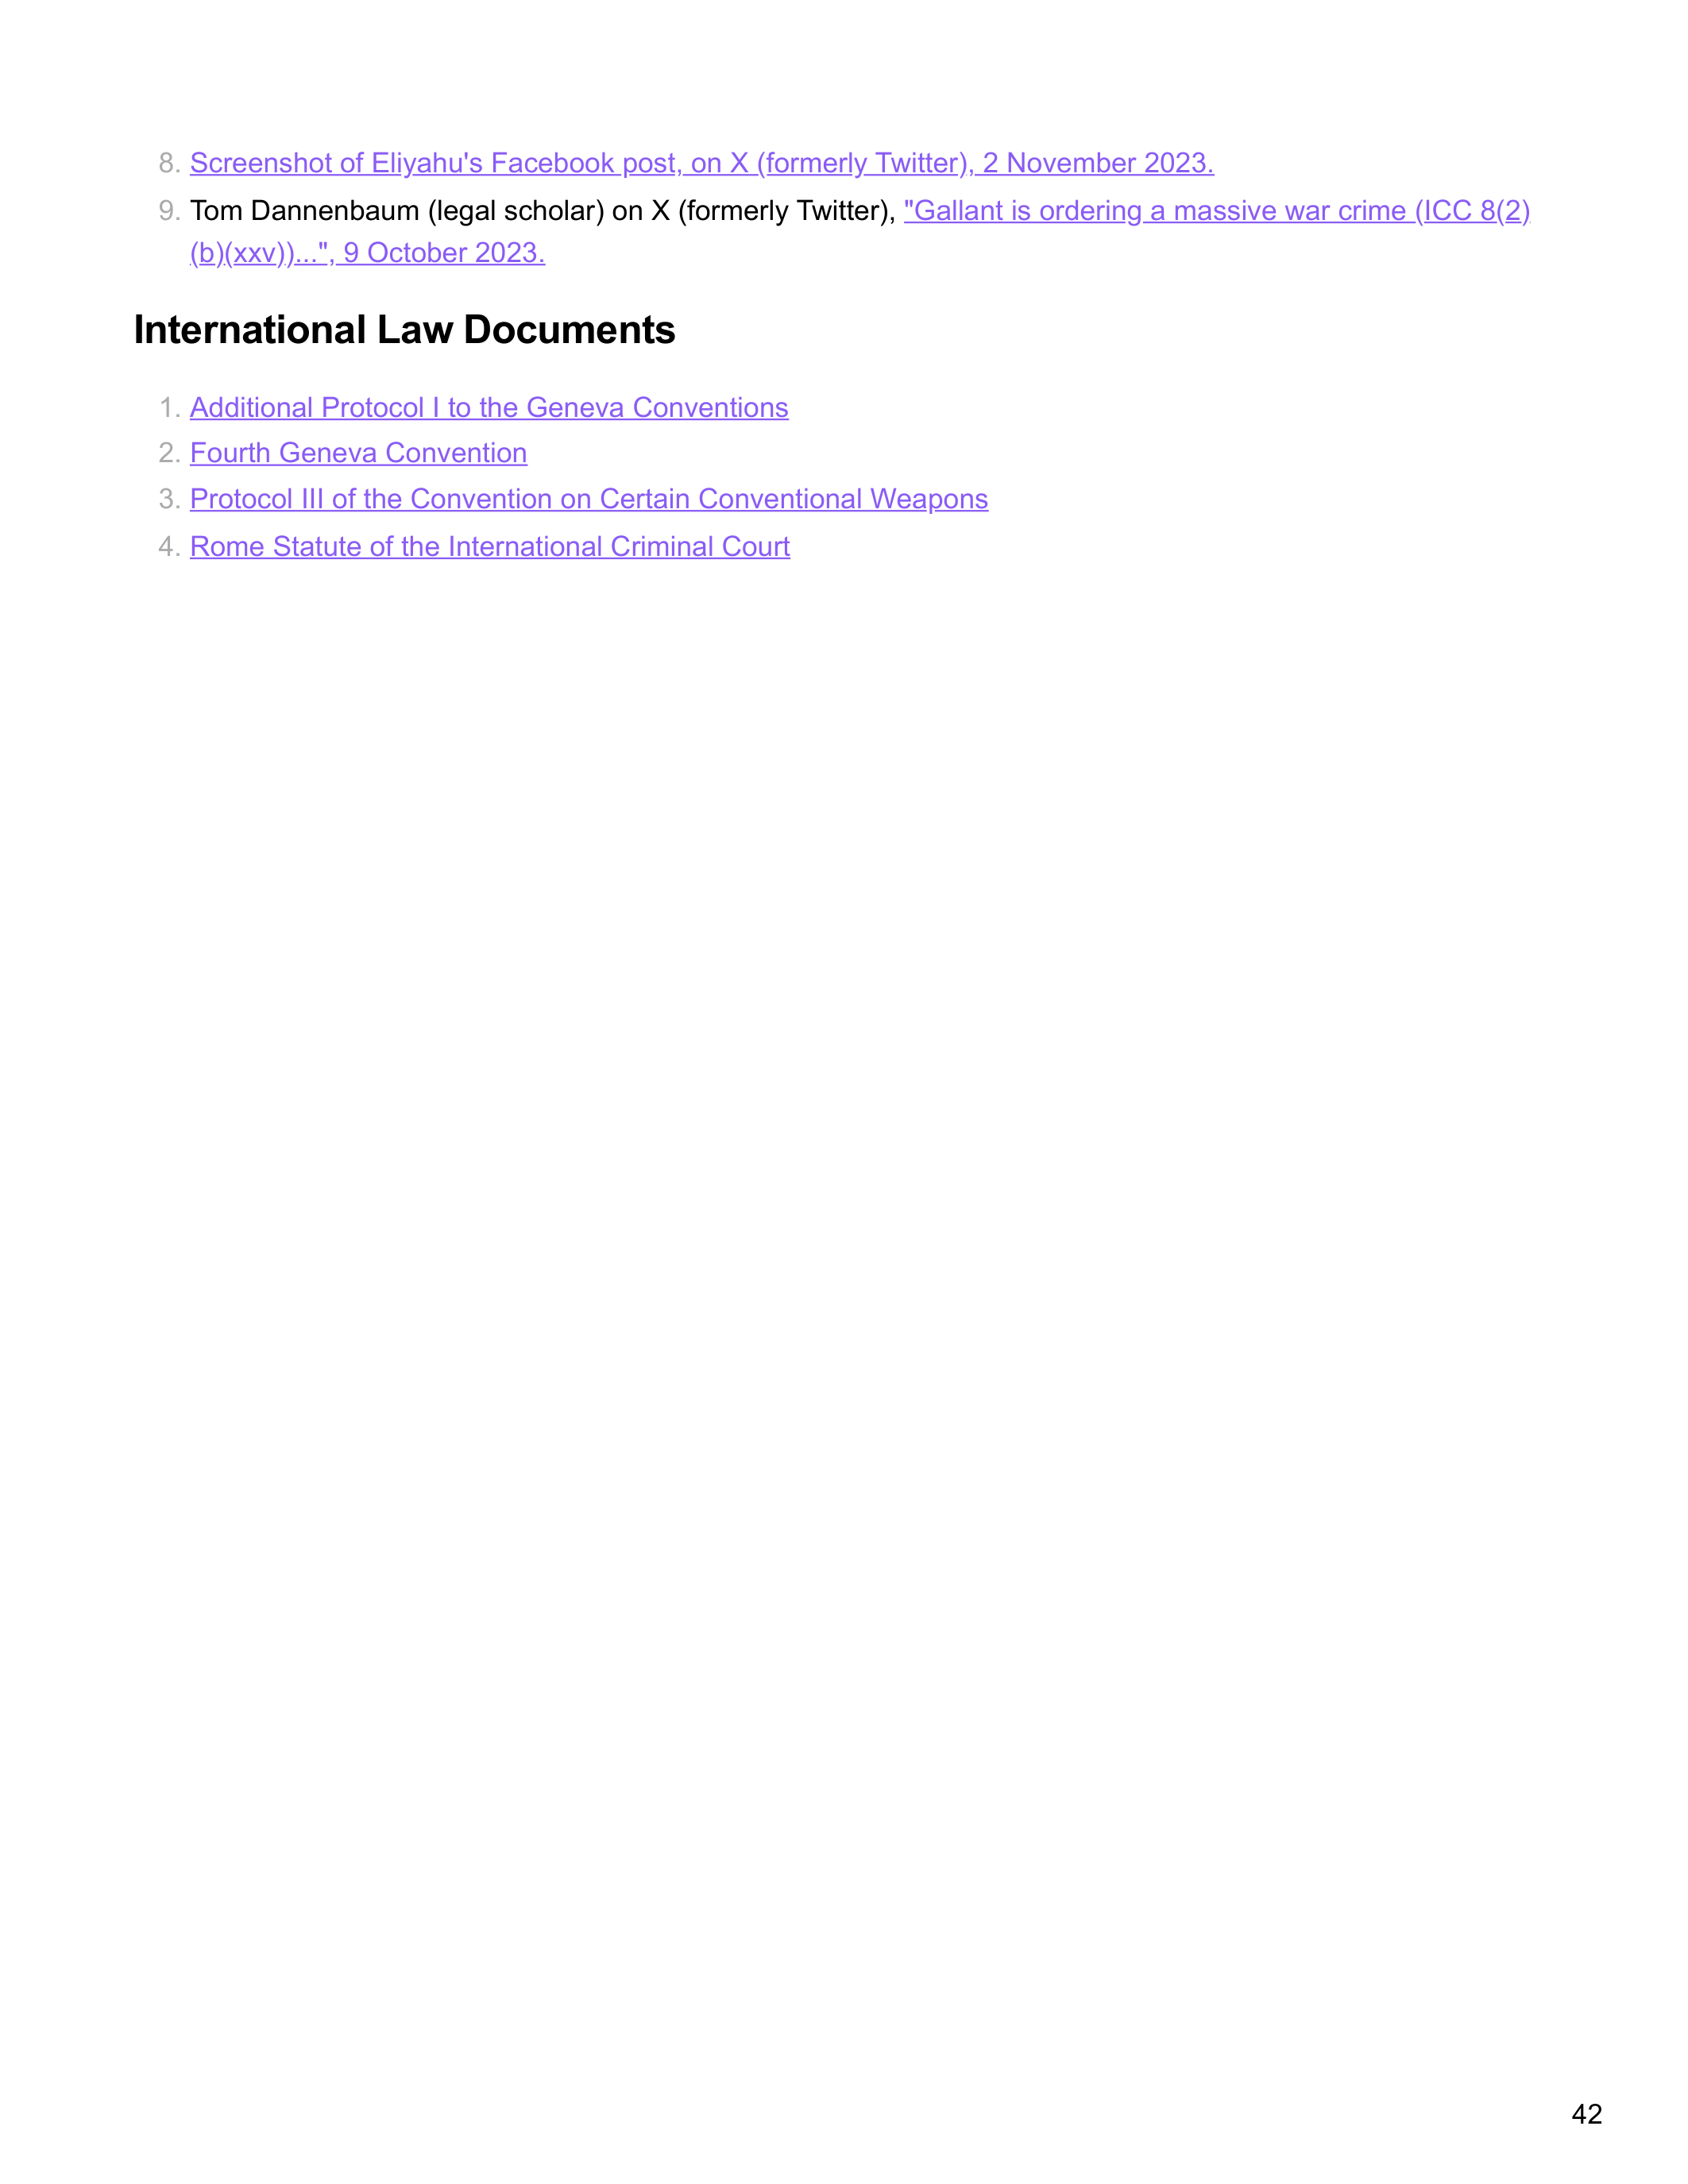 8. Screenshot of Eliyahu's Facebook post, on X (formerly Twitter), 2 November 2023.
9. Tom Dannenbaum (legal scholar) on X (formerly Twitter), "Gallant is ordering a massive war crime (ICC 8(2)
(b)(xxv))...", 9 October 2023.
International Law Documents
1. Additional Protocol I to the Geneva Conventions
2. Fourth Geneva Convention
3. Protocol III of the Convention on Certain Conventional Weapons
4. Rome Statute of the International Criminal Court
42